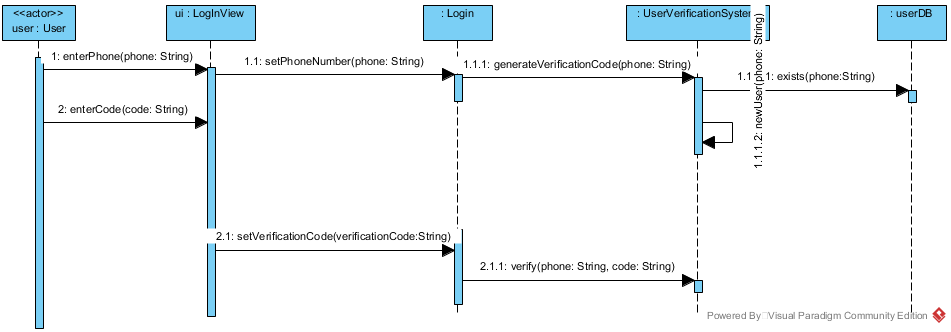 <<actor>>
user : User
ui : LogInView
: Login
: UserVerificationSystem
: userDB
1: enterPhone(phone: String)
1.1: setPhoneNumber(phone: String)
1.1.1: generateVerificationCode(phone: String)
1.1.1.1: exists(phone:String)
2: enterCode(code: String)
1.1.1.2: newUser(phone: String)
2.1: setVerificationCode(verificationCode:String)
2.1.1: verify(phone: String, code: String)
Powered By Visual Paradigm Community Edition